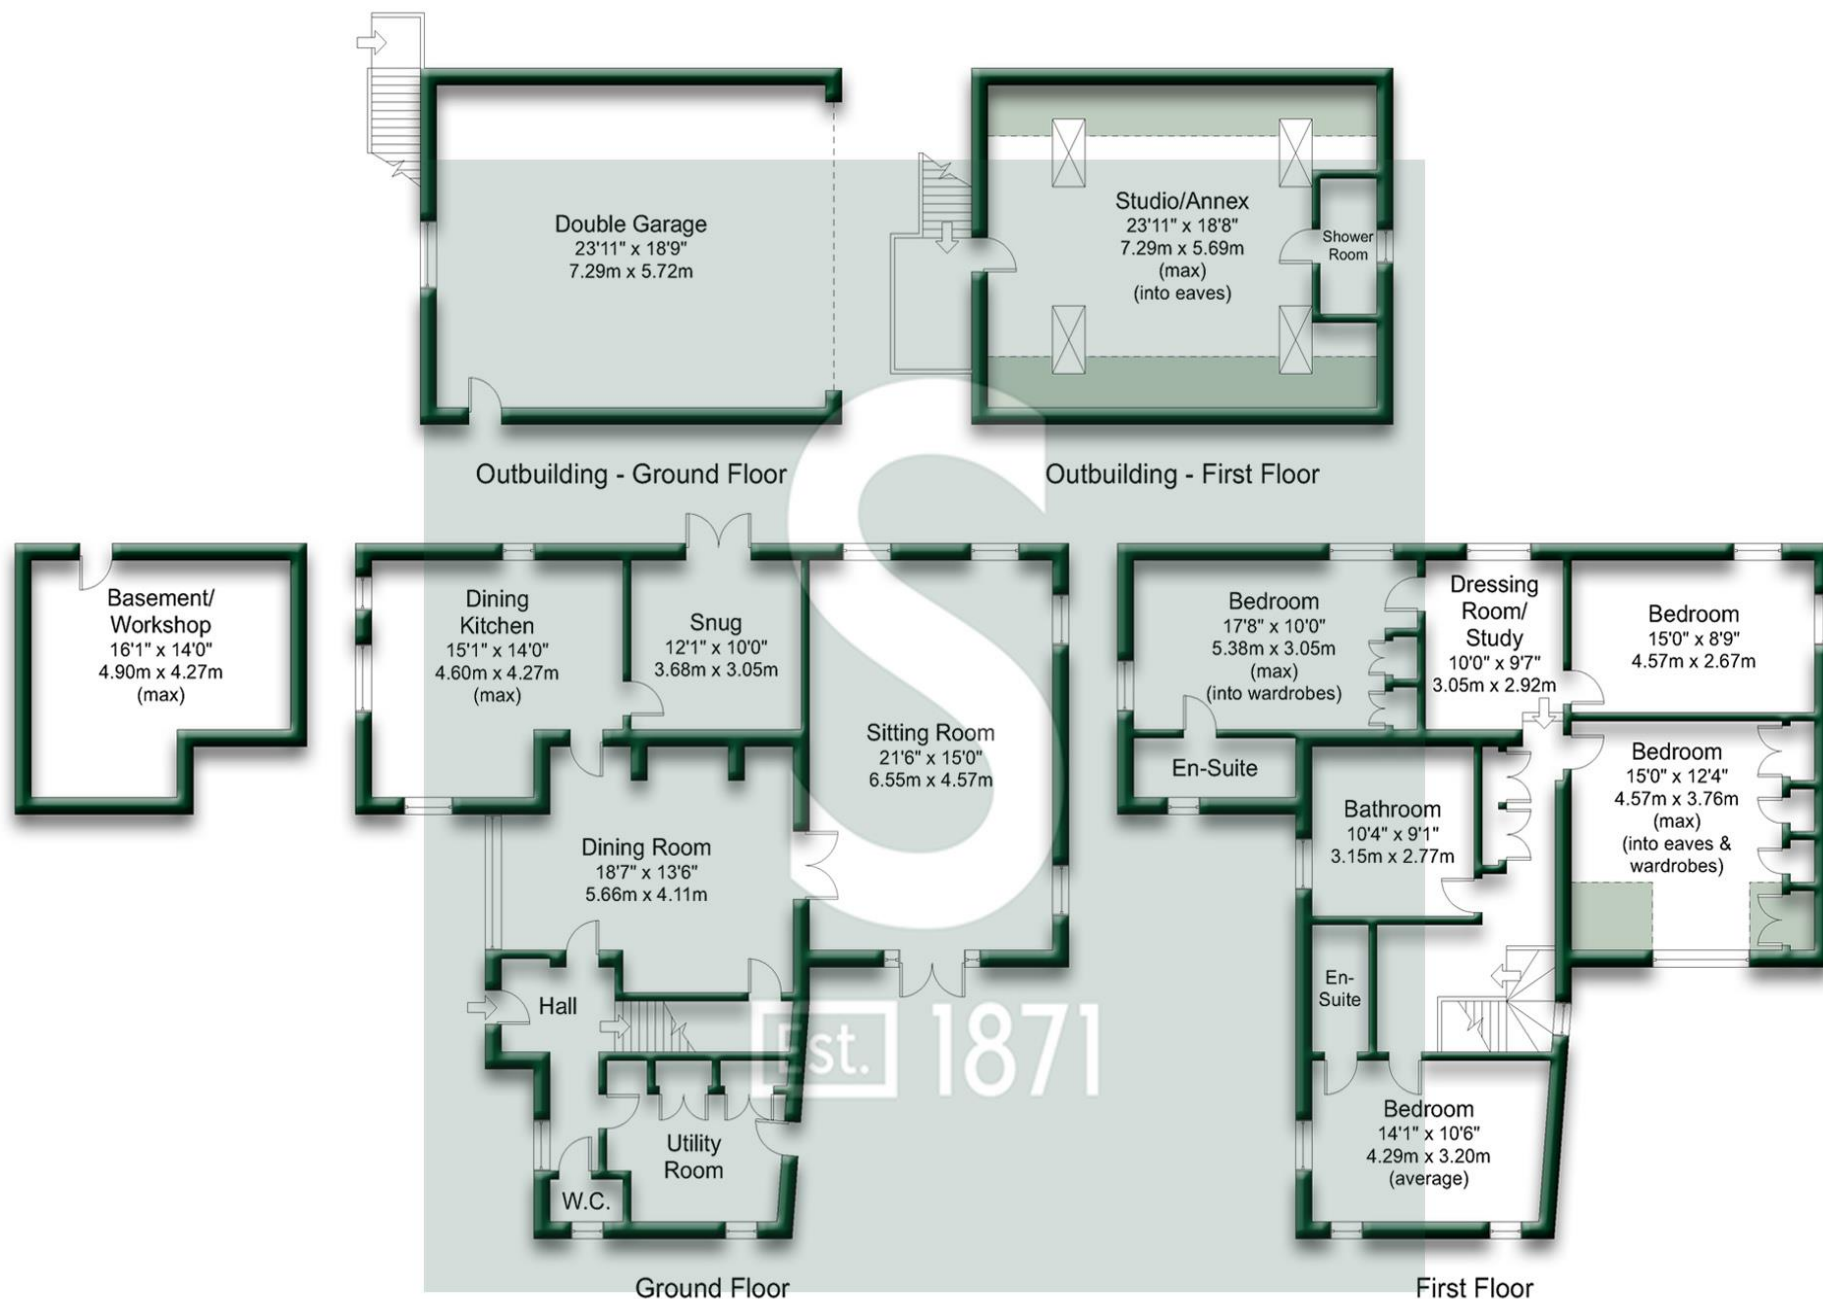 Double Garage
23'11" x 18'9"
7.29m x 5.72m
Studio/Annex
23'11" x 18'8"
7.29m x 5.69m
(max)
(into eaves)
Shower
Room
Outbuilding - Ground Floor
Outbuilding - First Floor
Basement/
Workshop
16'1" x 14'0"
4.90m x 4.27m
(max)
Dining
Kitchen
15'1" x 14'0"
4.60m x 4.27m
(max)
Snug
12'1" x 10'0"
3.68m x 3.05m
Sitting Room
21'6" x 15'0"
6.55m x 4.57m
Dining Room
18'7" x 13'6"
5.66m x 4.11m
Hall
Utility
Room
W.C.
Ground Floor
Bedroom
17'8" x 10'0"
5.38m x 3.05m
(max)
(into wardrobes)
Dressing
Room/
Study
10'0" x 9'7"
3.05m x 2.92m
Bedroom
15'0" x 8'9"
4.57m x 2.67m
En-Suite
Bathroom
10'4" x 9'1"
3.15m x 2.77m
Bedroom
15'0" x 12'4"
4.57m x 3.76m
(max)
(into eaves &
wardrobes)
En-
Suite
Bedroom
14'1" x 10'6"
4.29m x 3.20m
(average)
First Floor
S
Est. 1871